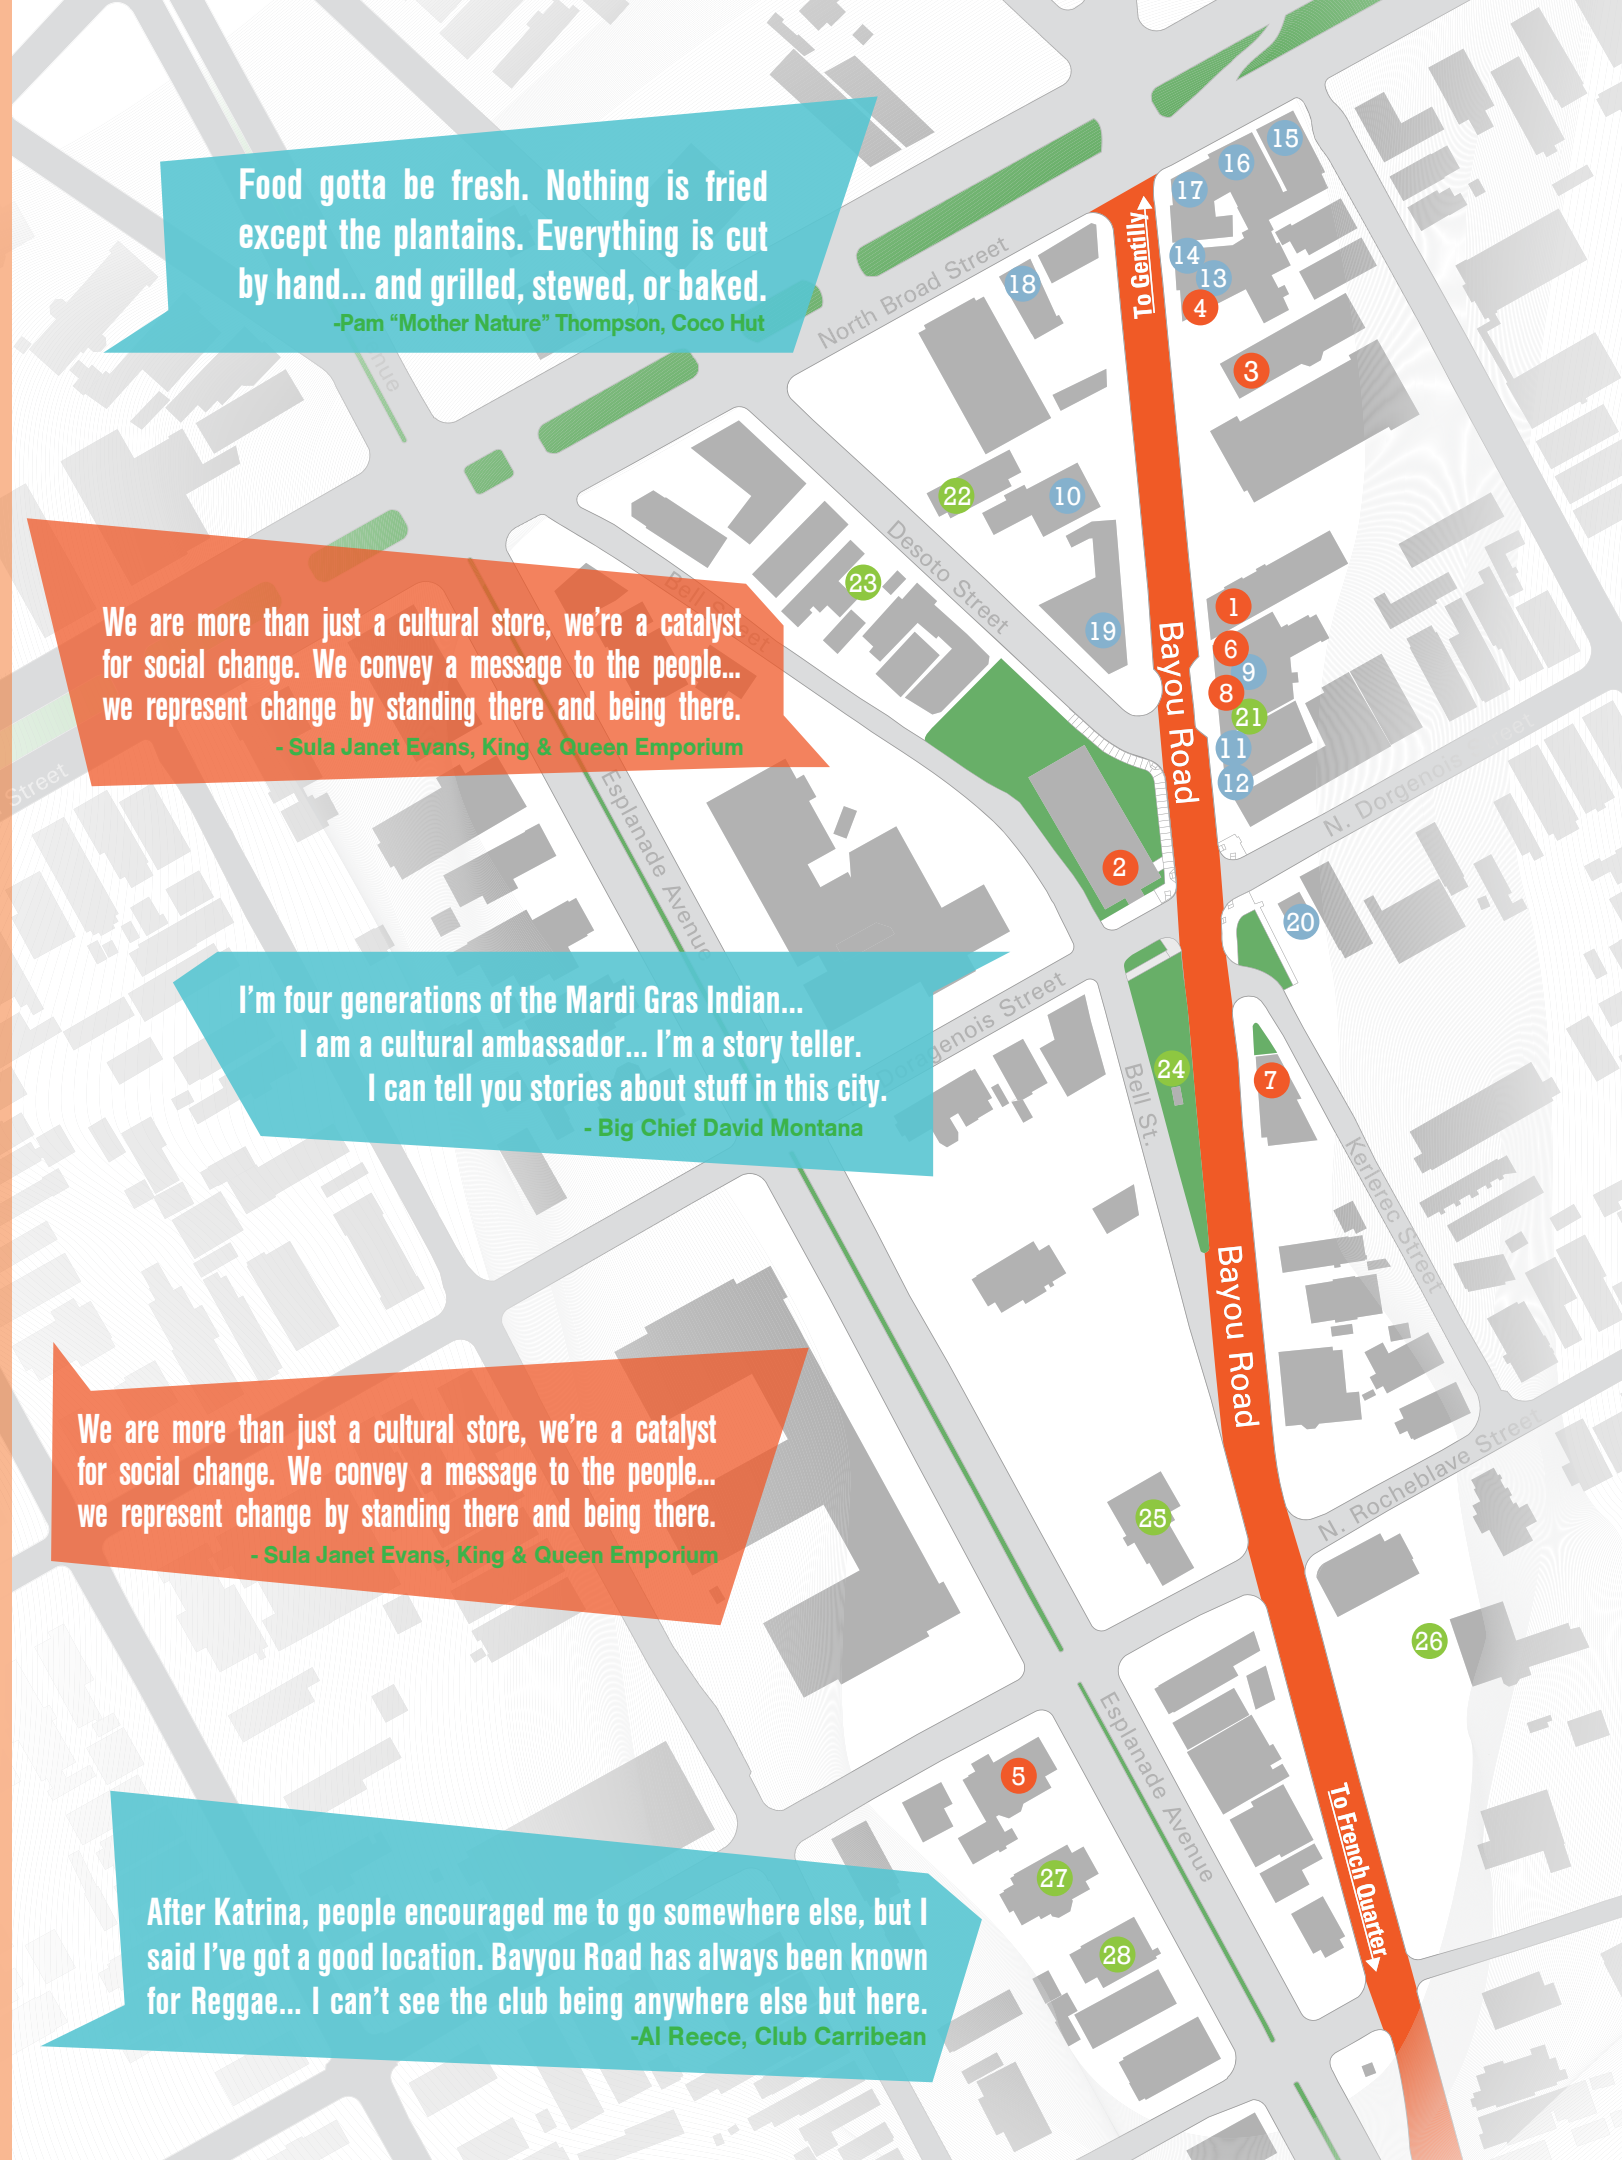 Food gotta be fresh. Nothing is fried
except the plantains. Everything is cut
by hand... and grilled, stewed, or baked.
-Pam “Mother Nature” Thompson, Coco Hut
We are more than just a cultural store, we’re a catalyst
for social change. We convey a message to the people...
we represent change by standing there and being there.
- Sula Janet Evans, King & Queen Emporium
I’m four generations of the Mardi Gras Indian...
I am a cultural ambassador... I’m a story teller.
I can tell you stories about stuff in this city.
- Big Chief David Montana
We are more than just a cultural store, we’re a catalyst
for social change. We convey a message to the people...
we represent change by standing there and being there.
- Sula Janet Evans, King & Queen Emporium
After Katrina, people encouraged me to go somewhere else, but I
said I’ve got a good location. Bavyou Road has always been known
for Reggae... I can’t see the club being anywhere else but here.
-Al Reece, Club Carribean
15
16
17
To Gentilly
14
13
18
4
North Broad Street
3
22
10
Desoto Street
23
Bell Street
1
19
6
9
8
21
11
12
Bayou Road
Street
Esplanade Avenue
N. Dorgenois Street
2
20
Doragenois Street
24
7
Bell St.
Kerlerec Street
Bayou Road
N. Rocheblave Street
25
26
Esplanade Avenue
5
27
28
To French Quarter